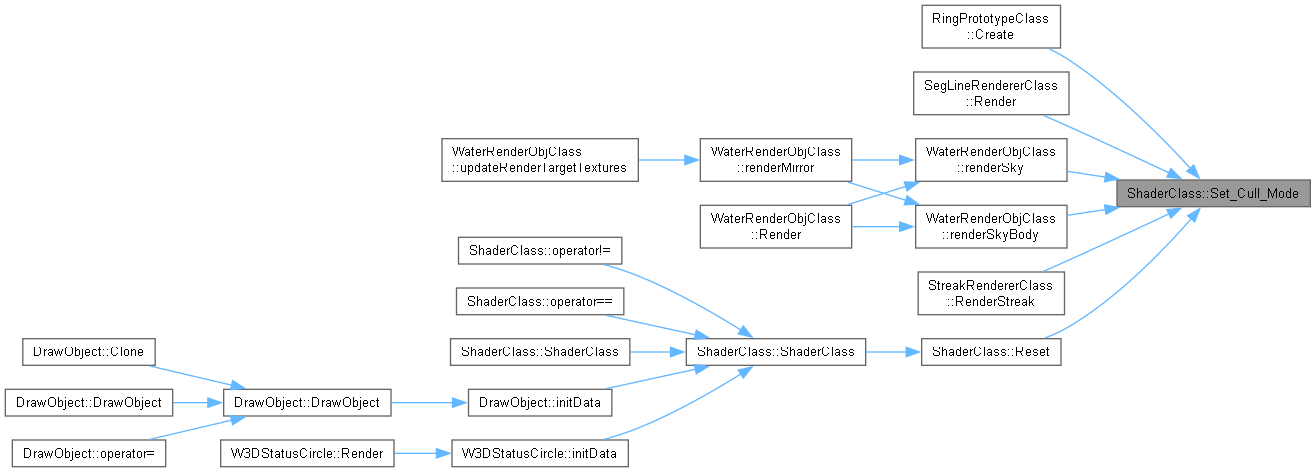 RingPrototypeClass
::Create
SegLineRendererClass
::Render
WaterRenderObjClass
::updateRenderTargetTextures
WaterRenderObjClass
::renderMirror
WaterRenderObjClass
::renderSky
ShaderClass::Set_Cull_Mode
WaterRenderObjClass
::Render
WaterRenderObjClass
::renderSkyBody
ShaderClass::operator!=
StreakRendererClass
::RenderStreak
ShaderClass::operator==
DrawObject::Clone
ShaderClass::ShaderClass
ShaderClass::ShaderClass
ShaderClass::Reset
DrawObject::DrawObject
DrawObject::DrawObject
DrawObject::initData
DrawObject::operator=
W3DStatusCircle::Render
W3DStatusCircle::initData